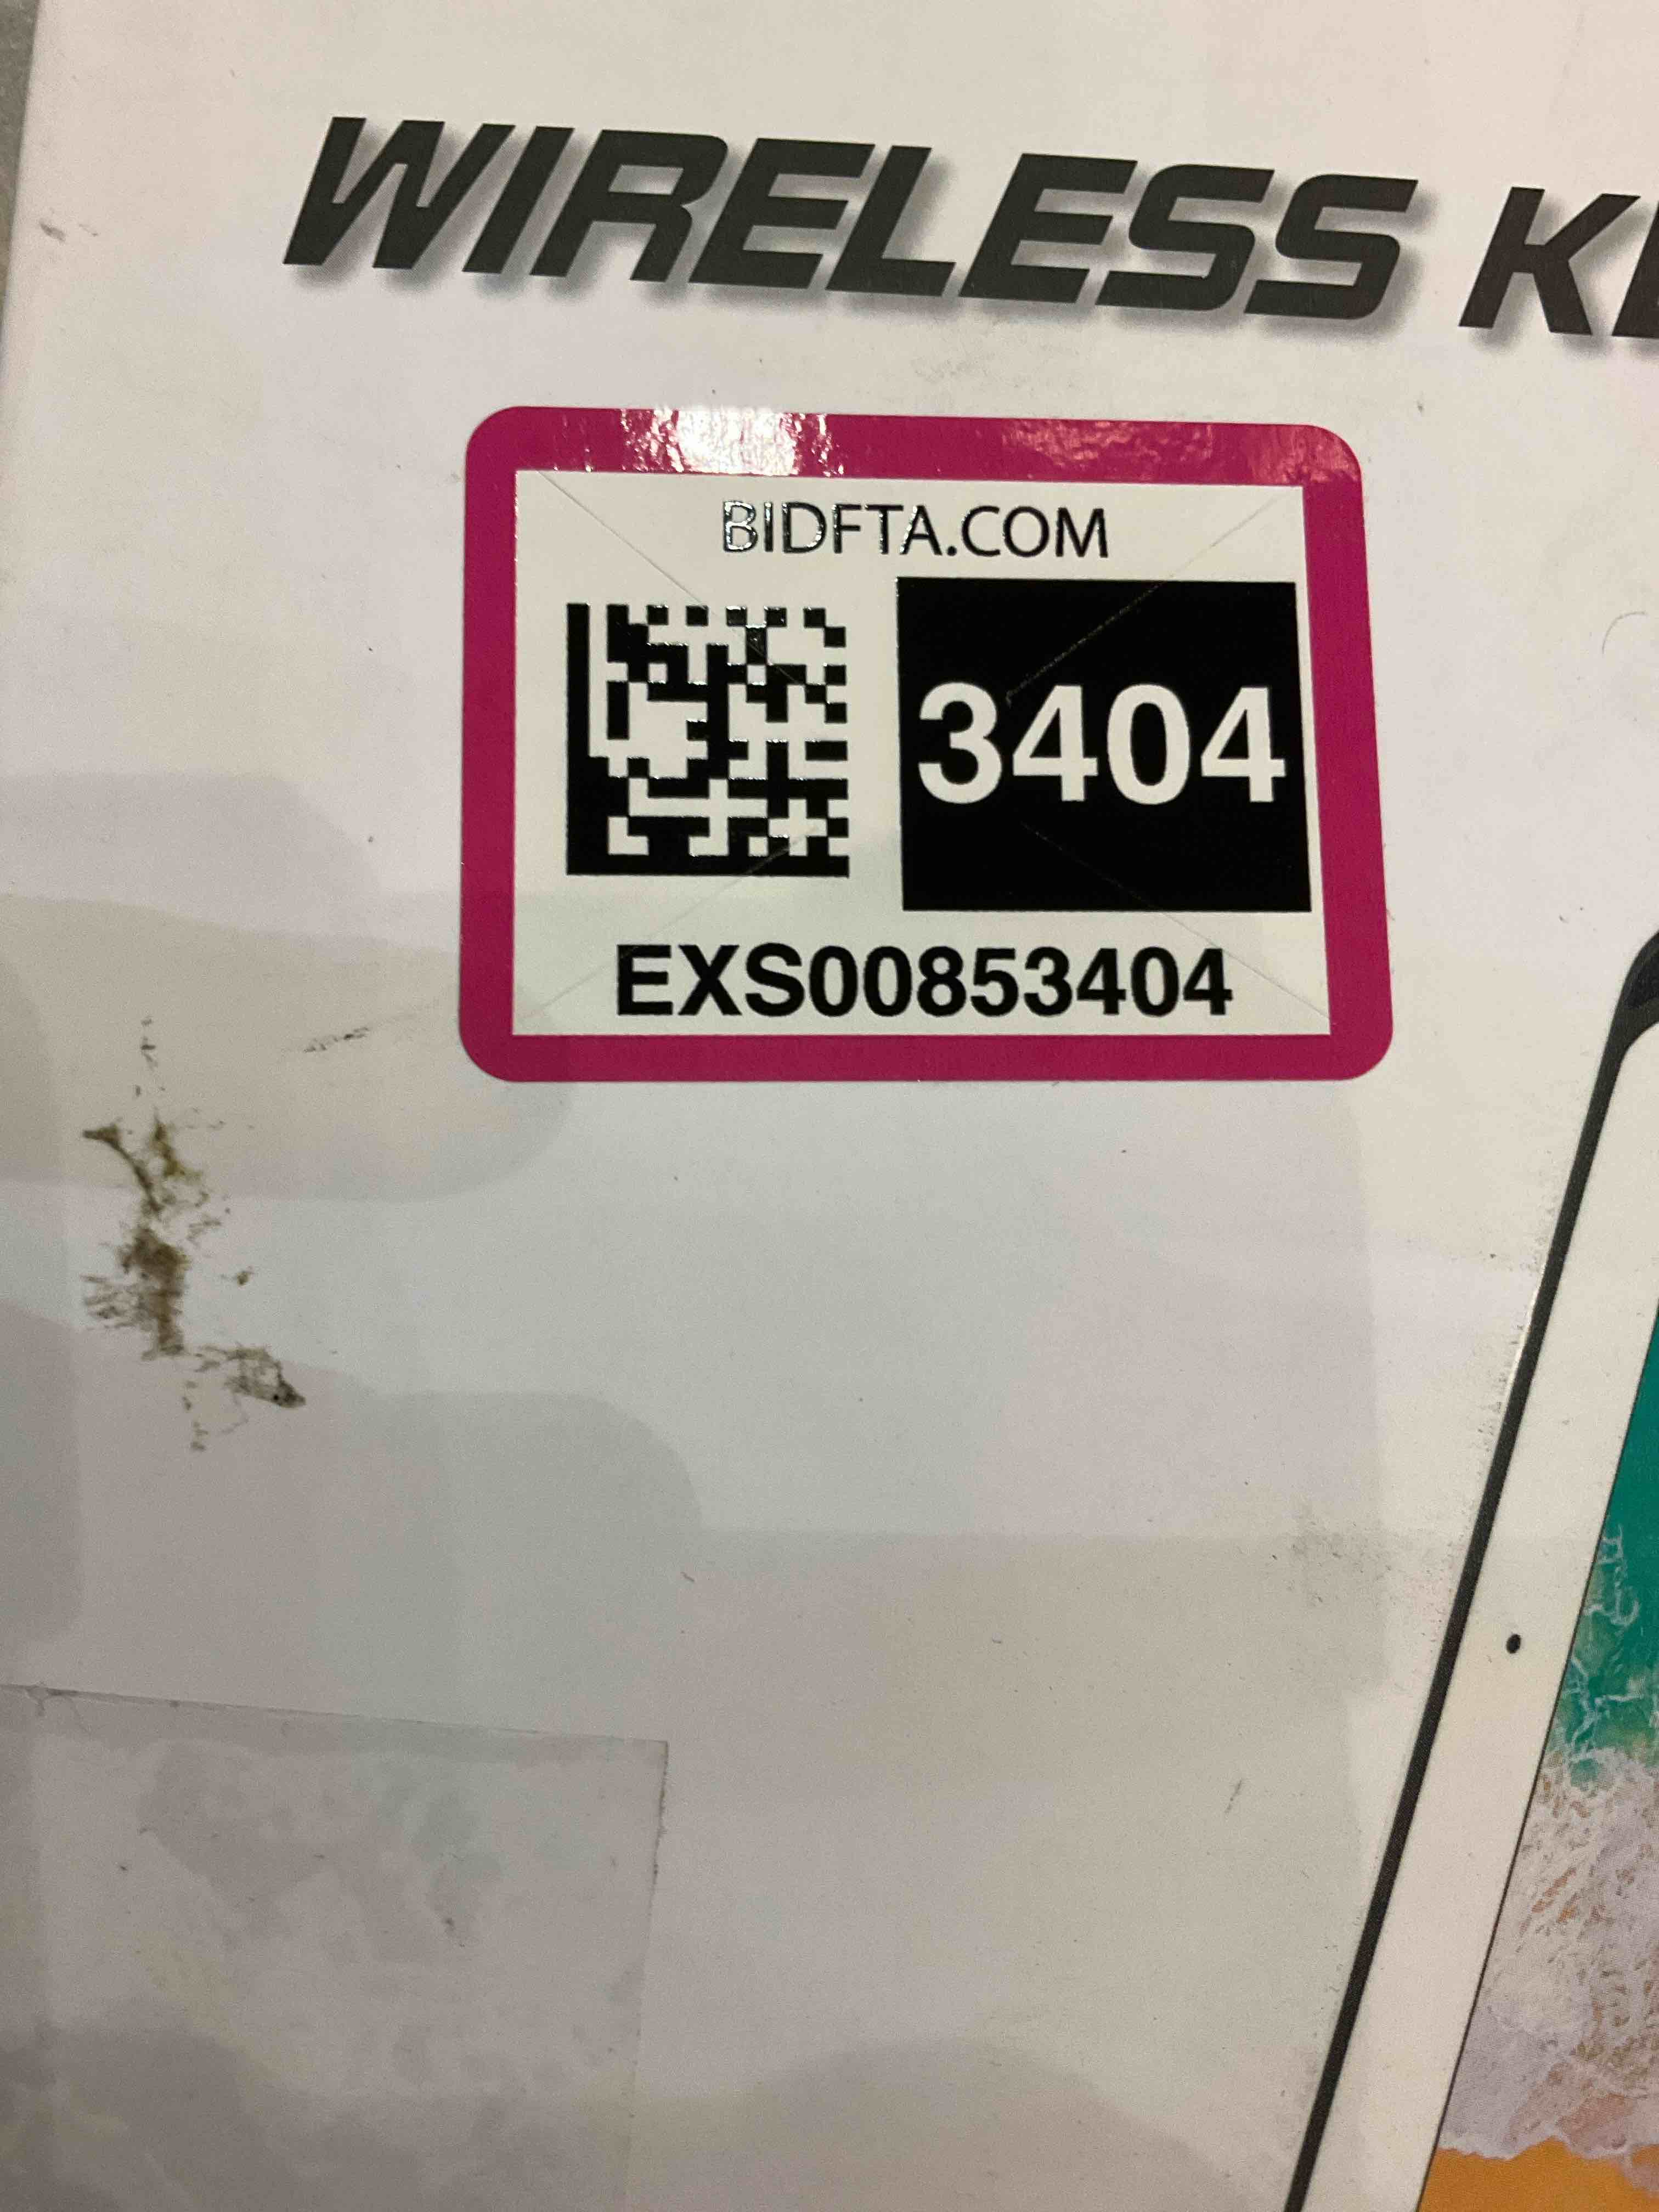 WIRELESS K
BIDFTA.COM
3404
EXS00853404